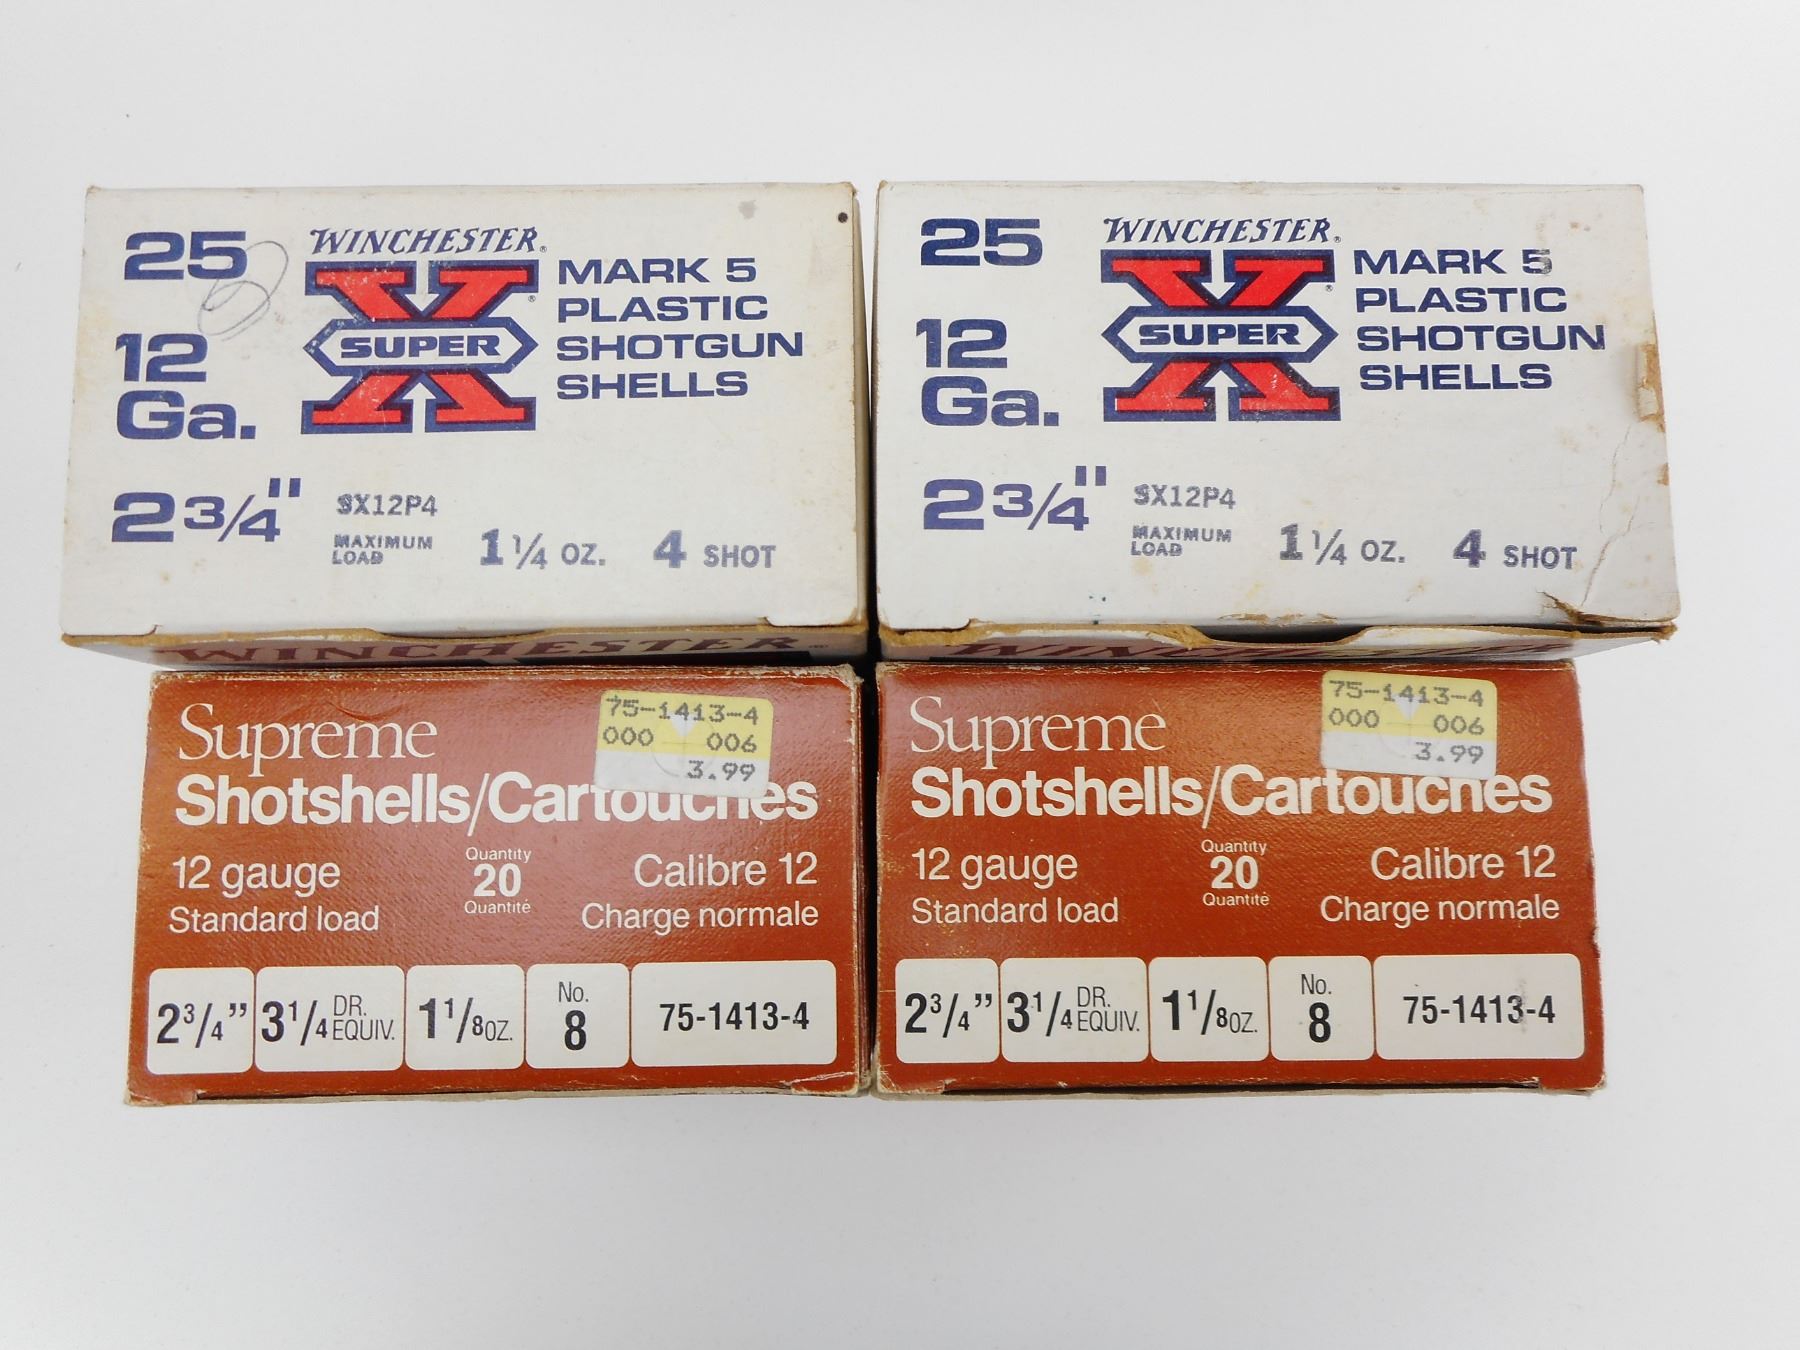 25
12
Ga.
2 3/4"
WINCHESTER®
SUPER X®
MARK 5
PLASTIC
SHOTGUN
SHELLS
SX12P4
MAXIMUM
LOAD
1 1/4 OZ. 4 SHOT
WINCHESTER
25
12
Ga.
2 3/4"
WINCHESTER®
SUPER X®
MARK 5
PLASTIC
SHOTGUN
SHELLS
SX12P4
MAXIMUM
LOAD
1 1/4 OZ. 4 SHOT
WINCHESTER
Supreme
Shotshells/Cartouches
75-1413-4
000 006
3.99
12 gauge
Standard load
Quantity
20
Quantité
Calibre 12
Charge normale
2 3/4"
3 1/4 DR. EQUIV.
1 1/8 OZ.
No.
8
75-1413-4
Supreme
Shotshells/Cartouches
75-1413-4
000 006
3.99
12 gauge
Standard load
Quantity
20
Quantité
Calibre 12
Charge normale
2 3/4"
3 1/4 DR. EQUIV.
1 1/8 OZ.
No.
8
75-1413-4